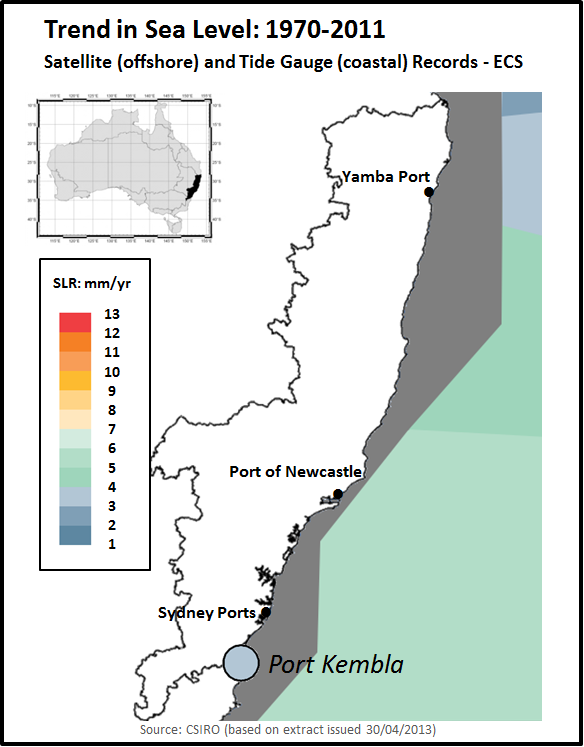 Trend in Sea Level: 1970-2011
Satellite (offshore) and Tide Gauge (coastal) Records - ECS
Yamba Port
SLR: mm/yr
13
12
11
10
9
8
7
6
5
4
3
2
1
Port of Newcastle
Sydney Ports
Port Kembla
Source: CSIRO (based on extract issued 30/04/2013)